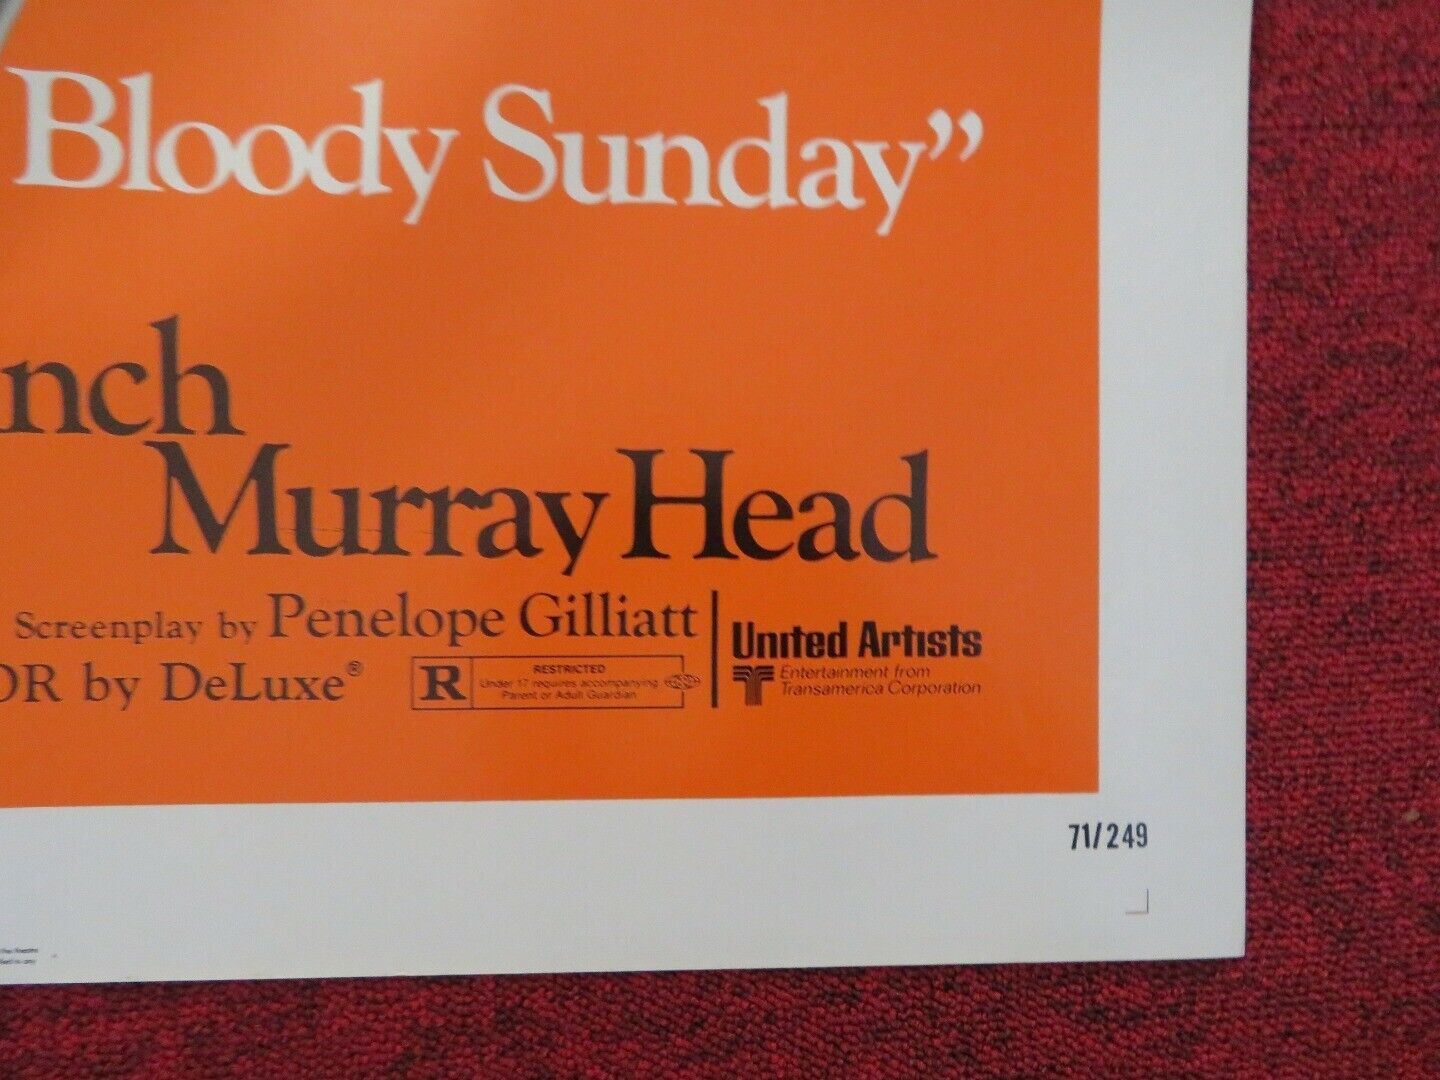 Bloody Sunday”
nch
Murray Head
Screenplay by Penelope Gilliatt
OR by DeLuxe®
R
RESTRICTED
Under 17 requires accompanying
Parent or Adult Guardian
United Artists
Entertainment from
Transamerica Corporation
71/249